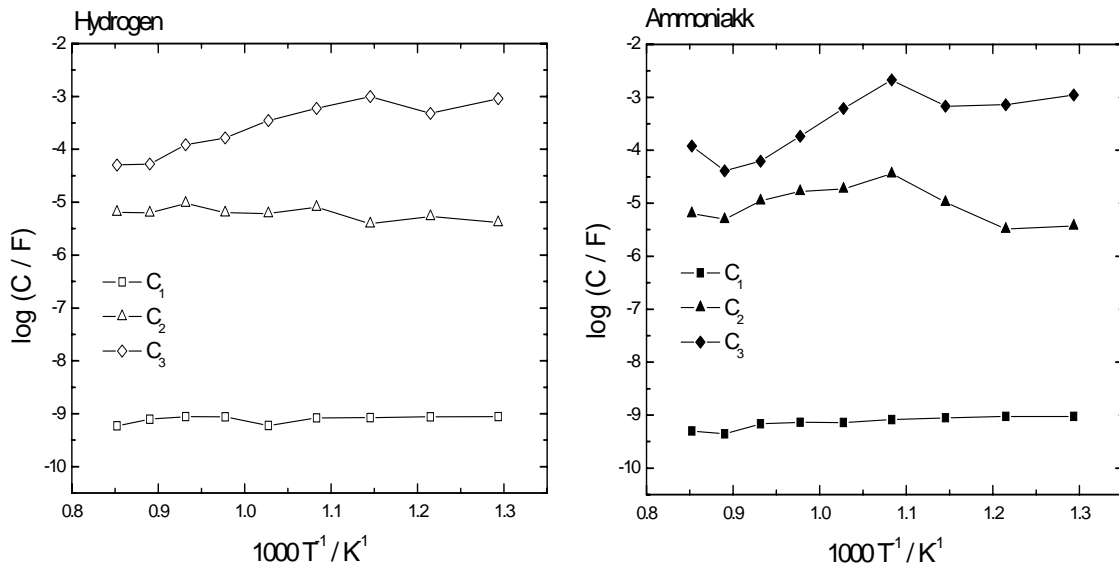 Hydrogen
-2
-3
-4
-5
-6
-7
-8
-9
-10
log (C / F)
C1
C2
C3
0.8 0.9 1.0 1.1 1.2 1.3
1000 T-1 / K-1
Ammoniakk
-2
-3
-4
-5
-6
-7
-8
-9
-10
log (C / F)
C1
C2
C3
0.8 0.9 1.0 1.1 1.2 1.3
1000 T-1 / K-1